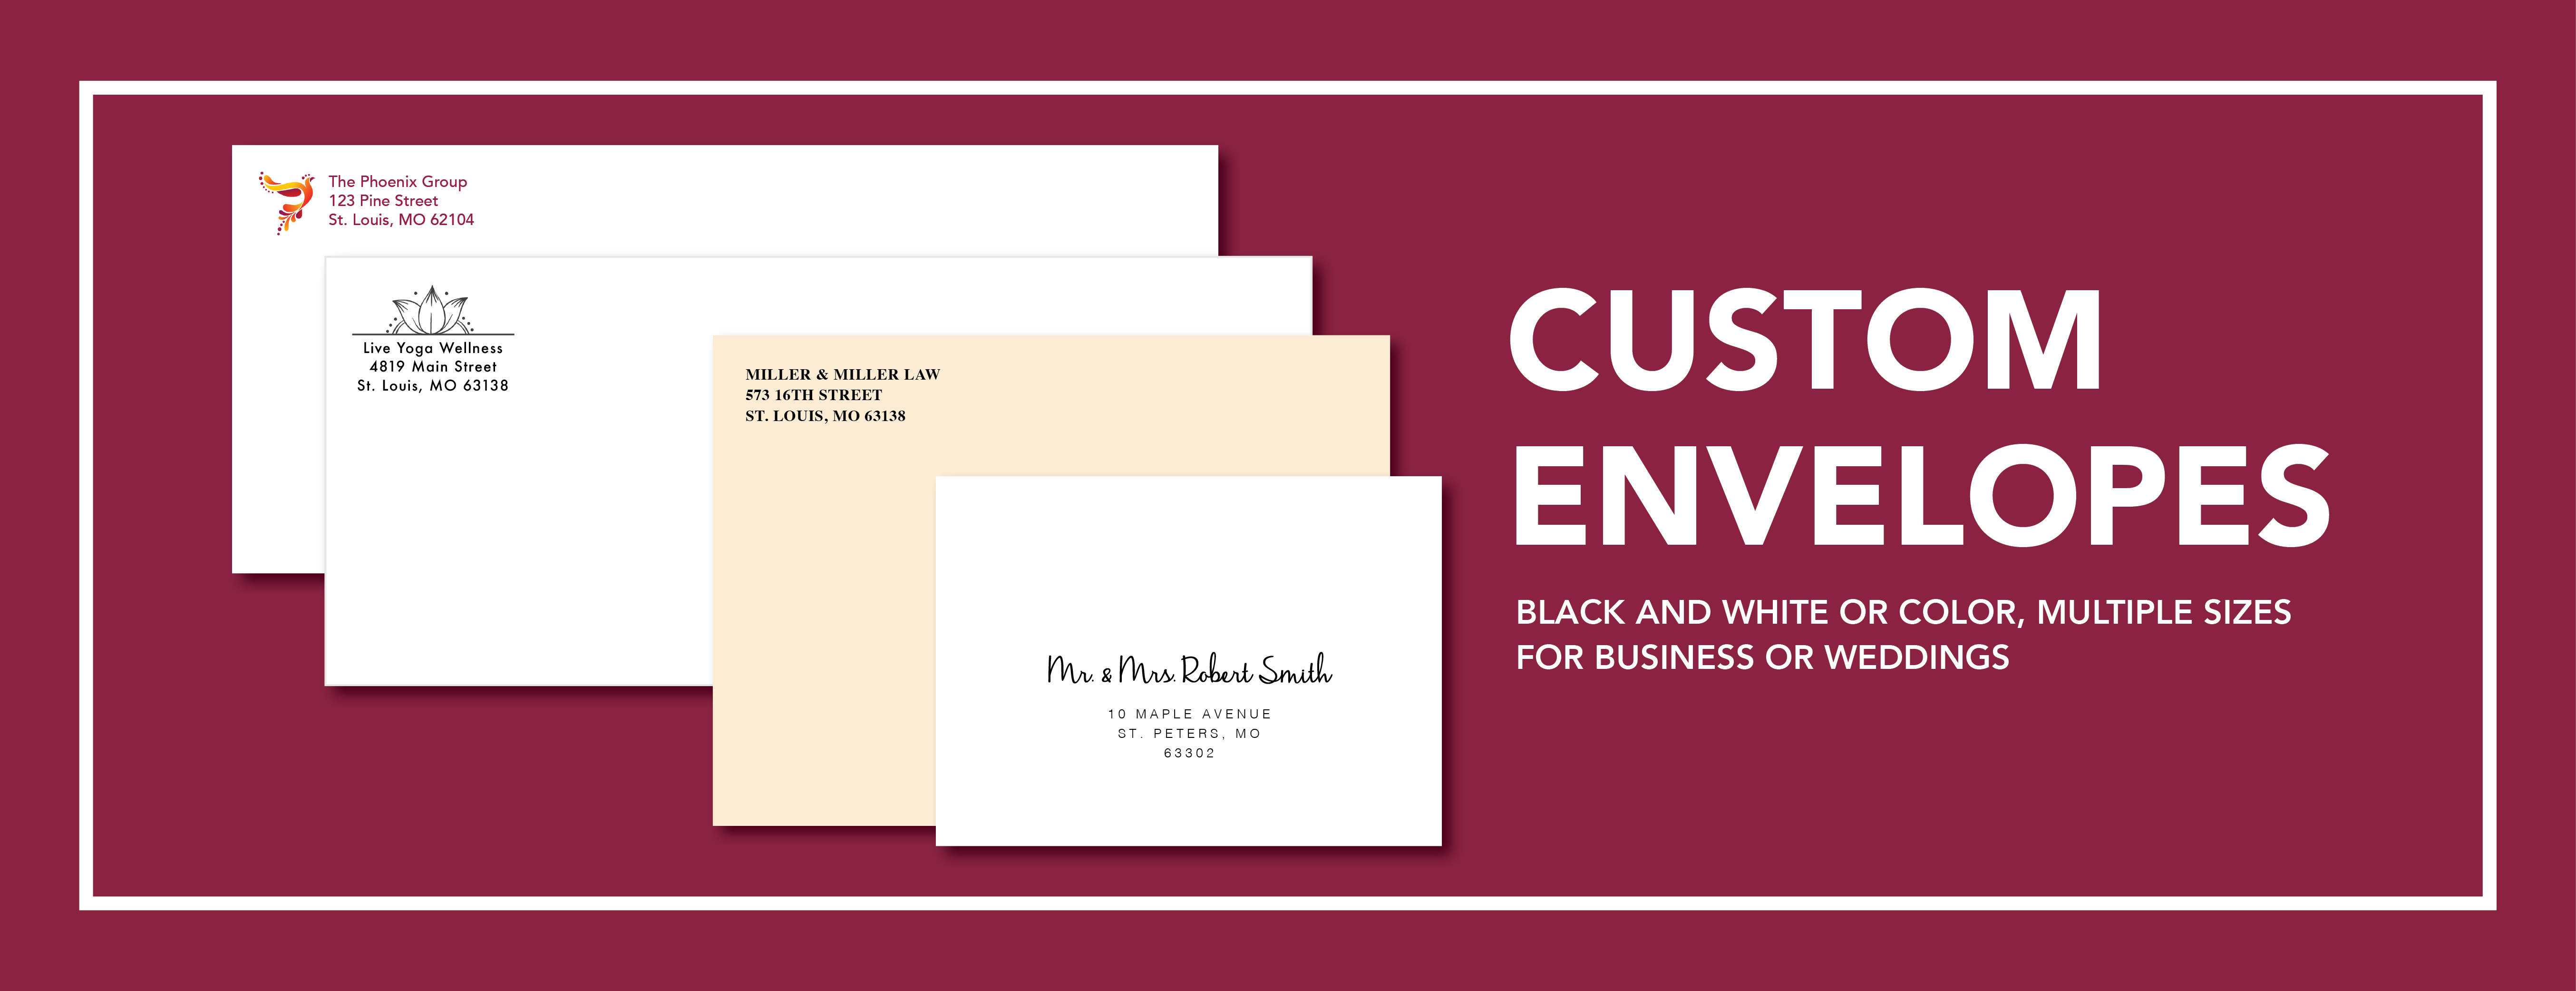 The Phoenix Group
123 Pine Street
St. Louis, MO 62104
Live Yoga Wellness
4819 Main Street
St. Louis, MO 63138
MILLER & MILLER LAW
573 16TH STREET
ST. LOUIS, MO 63138
Mr. & Mrs. Robert Smith
10 MAPLE AVENUE
ST. PETERS, MO
63302
CUSTOM
ENVELOPES
BLACK AND WHITE OR COLOR, MULTIPLE SIZES
FOR BUSINESS OR WEDDINGS